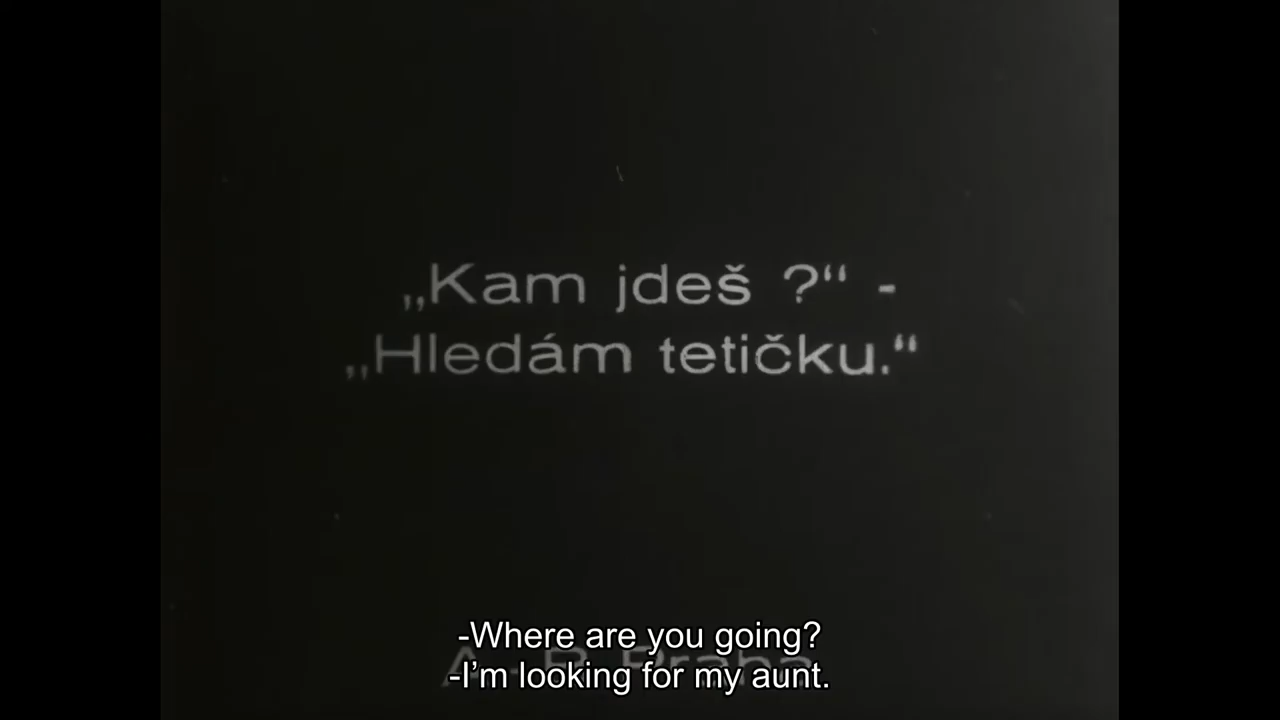 „Kam jdeš ?“ -
„Hledám tetičku.“
-Where are you going?
-I’m looking for my aunt.